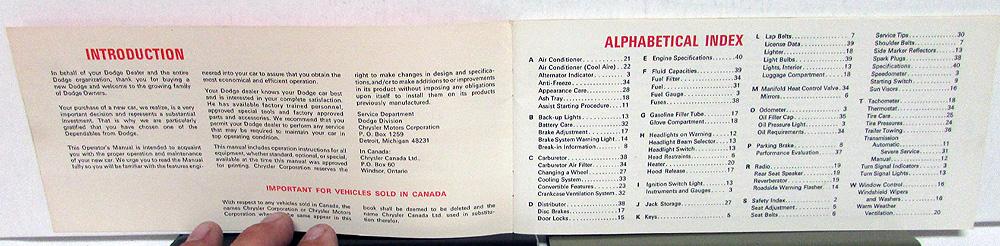 INTRODUCTION
In behalf of your Dodge Dealer and the entire
Dodge organization, thank you for buying a
new Dodge and welcome to the growing family
of Dodge Owners.
Your purchase of a new car, we realize, is a very
important decision and represents a substantial
investment. That is why we are particularly
gratified that you have chosen one of the
Dependables from Dodge.
This Operator's Manual is intended to acquaint
you with the proper operation and maintenance
of your new car. We urge you to read the Manual
fully so you will be familiar with the features engi-
neered into your car to assure that you obtain the
most economical and efficient operation.
Your Dodge dealer knows your Dodge car best
and is interested in your complete satisfaction.
He has available factory trained personnel,
approved special tools and factory approved
parts and accessories. We recommend that you
permit your Dodge dealer to perform any service
that may be required to maintain your car in
top operating condition.
This manual includes operation instructions for all
equipment, whether standard, optional, or special,
available at the time this manual was approved
for printing. Chrysler Corporation reserves the
right to make changes in design and specifica-
tions, and/or to make additions to or improvements
in its product without imposing any obligations
upon itself to install them on its products
previously manufactured.
Service Department
Dodge Division
Chrysler Motors Corporation
P. O. Box 1259
Detroit, Michigan 48231
In Canada:
Chrysler Canada Ltd.
P.O. Box 60
Windsor, Ontario
IMPORTANT FOR VEHICLES SOLD IN CANADA
With respect to any vehicles sold in Canada, the
names Chrysler Corporation or Chrysler Motors
Corporation where the same appear in this
book shall be deemed to be deleted and the
name Chrysler Canada Ltd. used in substitu-
tion therefor.
ALPHABETICAL INDEX
A Air Conditioner 21
Air Conditioner (Cool Aire) 22
Alternator Indicator 3
Anti-Freeze 34
Appearance Care 28
Ash Tray 18
Assist Starting Procedure 11
B Back-up Lights 13
Battery Care 32
Brake Adjustment 17
Brake System Warning Light 14
Break-in Information 8
C Carburetor 38
Carburetor Air Filter 34
Changing a Wheel 27
Cooling System 33
Convertible Features 23
Crankcase Ventilation System 32
D Distributor 38
Disc Brakes 17
Door Locks 15
E Engine Specifications 40
F Fluid Capacities 39
Fuel Filter 34
Fuel 31
Fuel Gauge 3
Fuses 38
G Gasoline Filler Tube 17
Glove Compartment 18
H Headlights on Warning 12
Headlight Beam Selector 13
Headlight Switch 13
Head Restraints 6
Heater 20
Hood Release 17
I Ignition Switch Light 13
Instruments and Gauges 3
J Jack Storage 27
K Keys 5
L Lap Belts 7
License Data 39
Lighter 18
Light Bulbs 39
Lights, Interior 13
Luggage Compartment 18
M Manifold Heat Control Valve 34
Mirrors
O Odometer 3
Oil Filler Cap 35
Oil Pressure Light 4
Oil Requirements 34
P Parking Brake 6
Performance Evaluation 37
R Radio 19
Rear Seat Speaker 19
Reverberator 19
Roadside Warning Flasher 14
S Safety Index 2
Seat Adjustment 5
Seat Belts 6
Service Tips 30
Shoulder Belts 7
Side Marker Reflectors 13
Spark Plugs 38
Specifications 40
Speedometer 3
Starting Switch 9
Sun Visors 16
T Tachometer 18
Thermostat 34
Tire Care 25
Tire Pressures 24
Trailer Towing 36
Transmission
Automatic 11
Severe Service 31
Manual 12
Turn Signal Indicators 3
Turn Signal Lights 13
W Window Control 16
Windshield Wipers
and Washers 16
Warm Weather
Ventilation 20